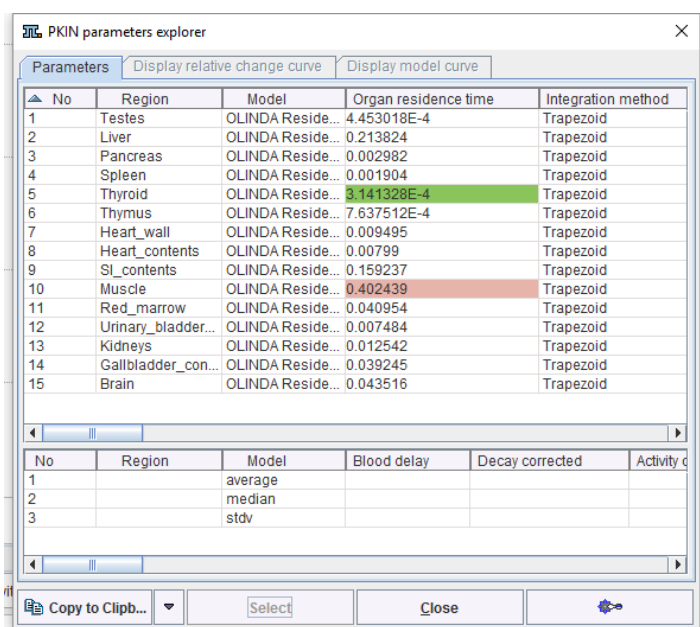 PKIN parameters explorer
Parameters Display relative change curve Display model curve
No Region Model Organ residence time Integration method
1 Testes OLINDA Reside... 4.453018E-4 Trapezoid
2 Liver OLINDA Reside... 0.213824 Trapezoid
3 Pancreas OLINDA Reside... 0.002982 Trapezoid
4 Spleen OLINDA Reside... 0.001904 Trapezoid
5 Thyroid OLINDA Reside... 3.141328E-4 Trapezoid
6 Thymus OLINDA Reside... 7.637512E-4 Trapezoid
7 Heart_wall OLINDA Reside... 0.009495 Trapezoid
8 Heart_contents OLINDA Reside... 0.00799 Trapezoid
9 SI_contents OLINDA Reside... 0.159237 Trapezoid
10 Muscle OLINDA Reside... 0.402439 Trapezoid
11 Red_marrow OLINDA Reside... 0.040954 Trapezoid
12 Urinary_bladder... OLINDA Reside... 0.007484 Trapezoid
13 Kidneys OLINDA Reside... 0.012542 Trapezoid
14 Gallbladder_con... OLINDA Reside... 0.039245 Trapezoid
15 Brain OLINDA Reside... 0.043516 Trapezoid
No Region Model Blood delay Decay corrected Activity c
1 average
2 median
3 stdv
Copy to Clipb... Select Close